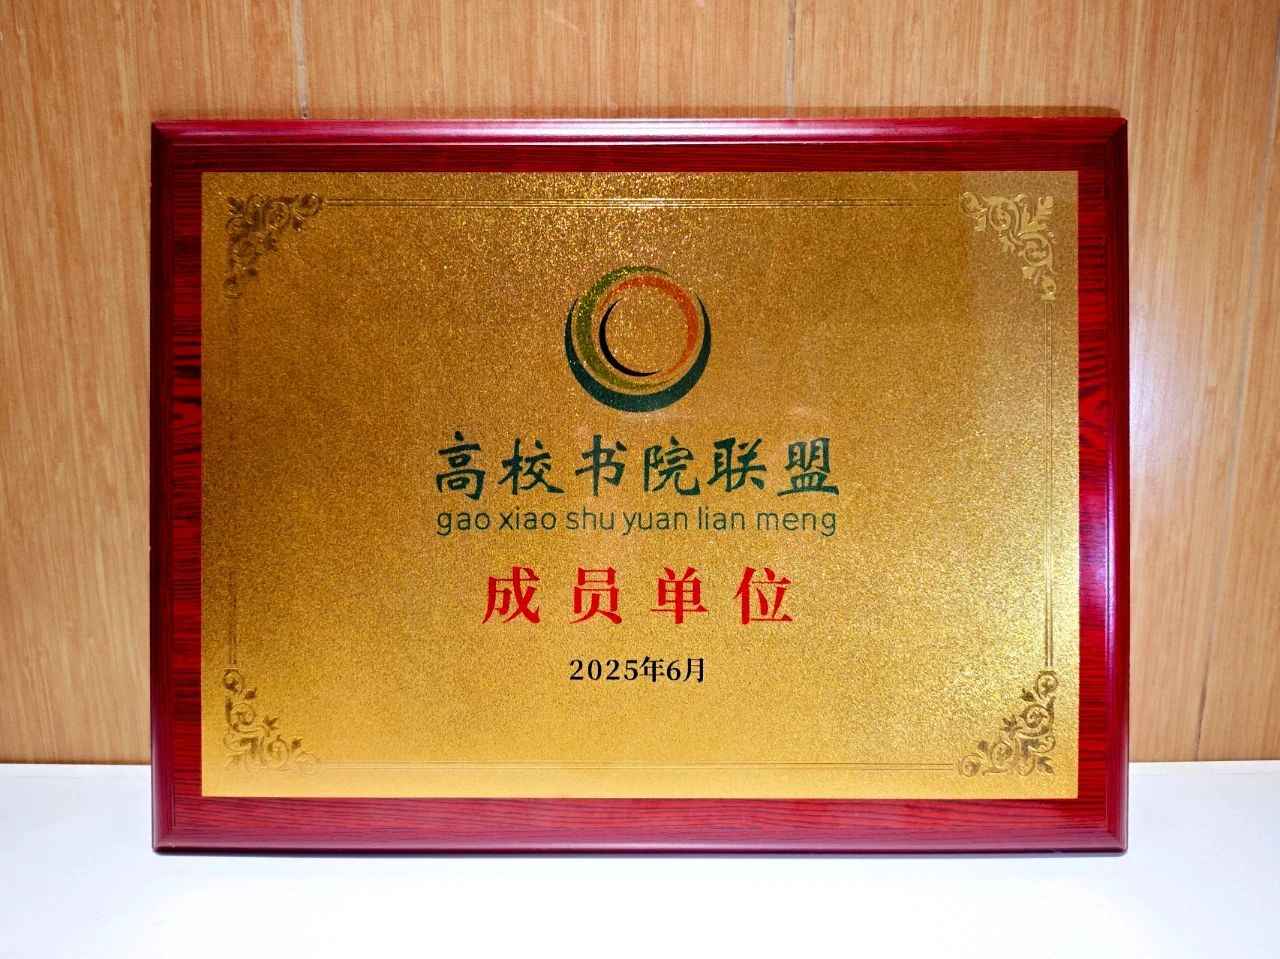 高校书院联盟
gao xiao shu yuan lian meng
成员单位
2025年6月